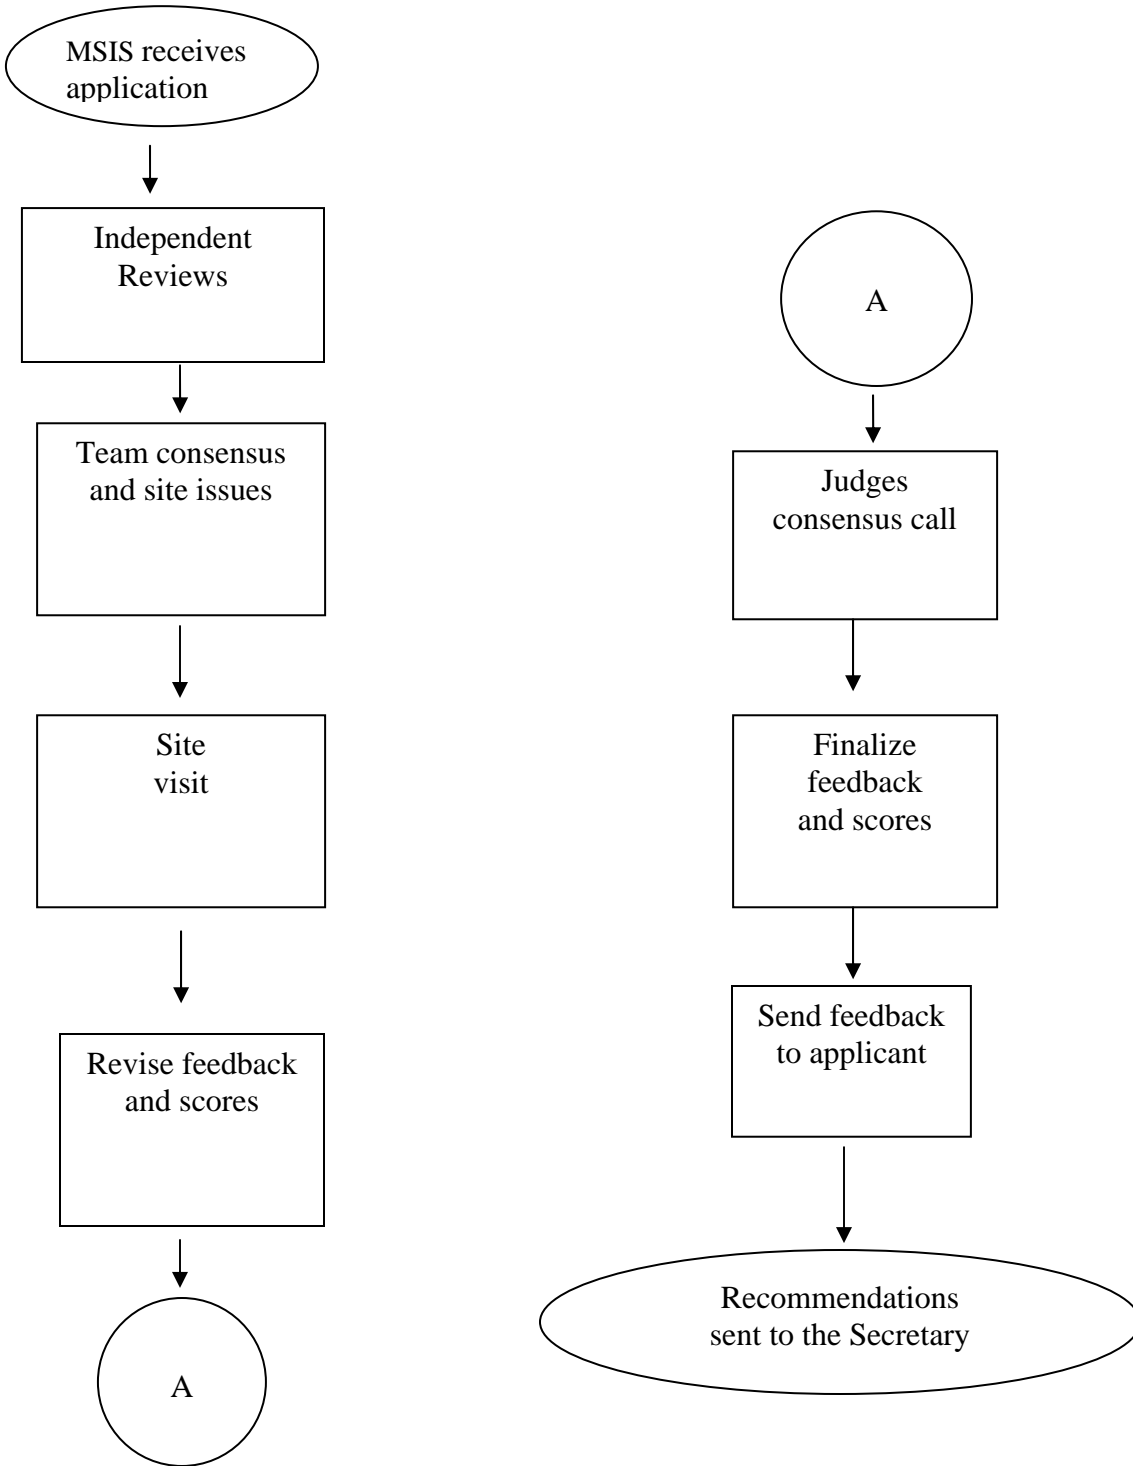 MSIS receives
application
Independent
Reviews
Team consensus
and site issues
Site
visit
Revise feedback
and scores
A
A
Judges
consensus call
Finalize
feedback
and scores
Send feedback
to applicant
Recommendations
sent to the Secretary